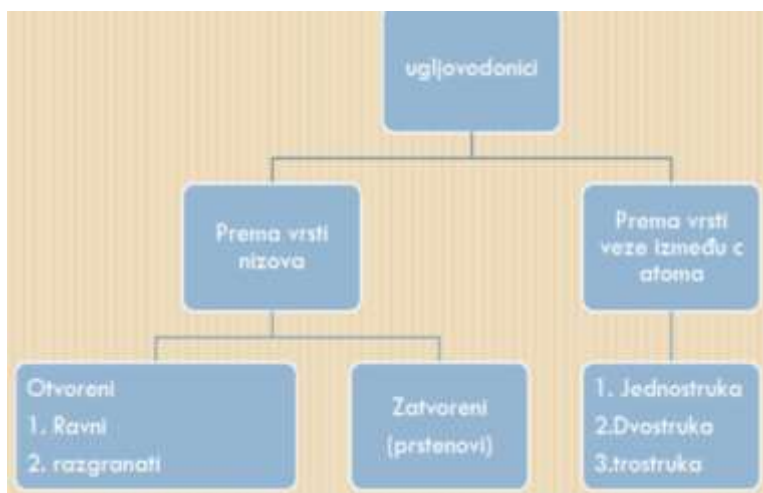 ugljovodonici
Prema vrsti
nizova
Prema vrsti
veze između c
atoma
Otvoreni
1. Ravni
2. razgranati
Zatvoreni
(prstenovi)
1. Jednostruka
2.Dvostruka
3.trostruka